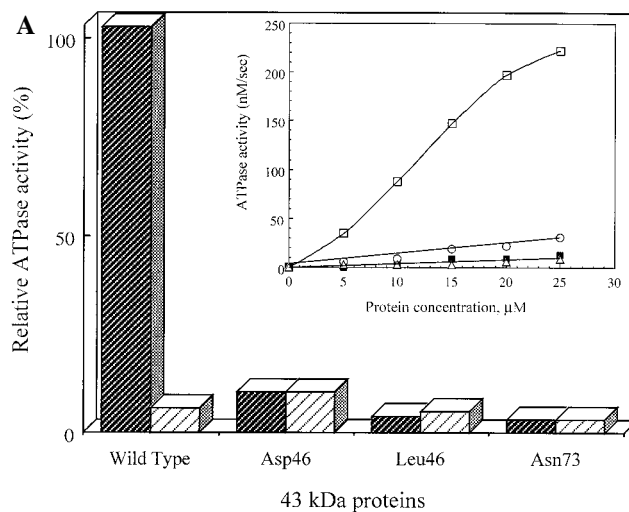 A
Relative ATPase activity (%)
100
50
0
ATPase activity (nM/sec)
250
200
150
100
50
0
0 5 10 15 20 25 30
Protein concentration, µM
Wild Type Asp46 Leu46 Asn73
43 kDa proteins